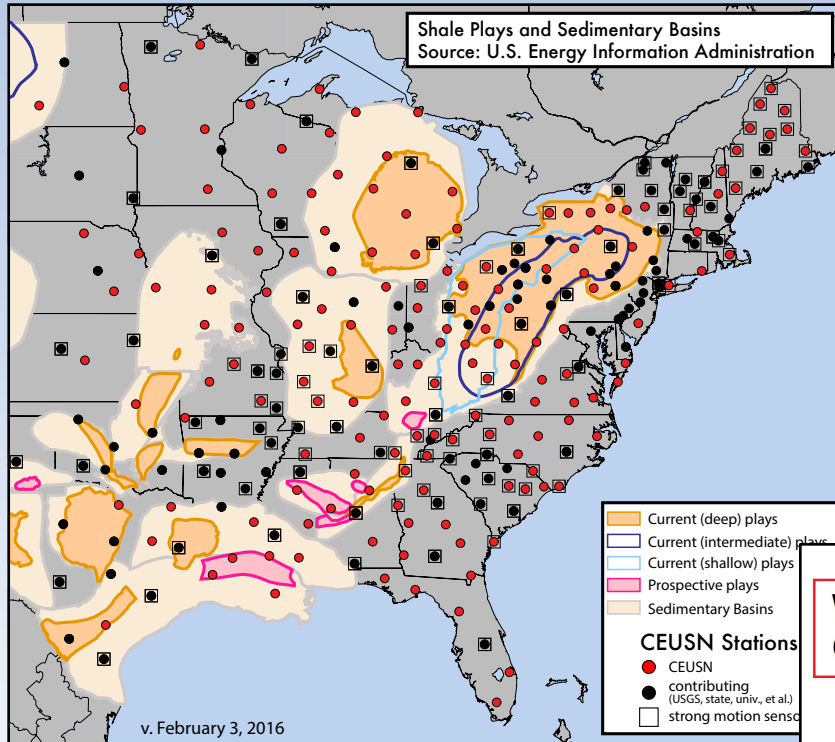 Shale Plays and Sedimentary Basins
Source: U.S. Energy Information Administration
Current (deep) plays
Current (intermediate) plays
Current (shallow) plays
Prospective plays
Sedimentary Basins
CEUSN Stations
CEUSN
contributing
(USGS, state, univ., et al.)
strong motion senso
v. February 3, 2016